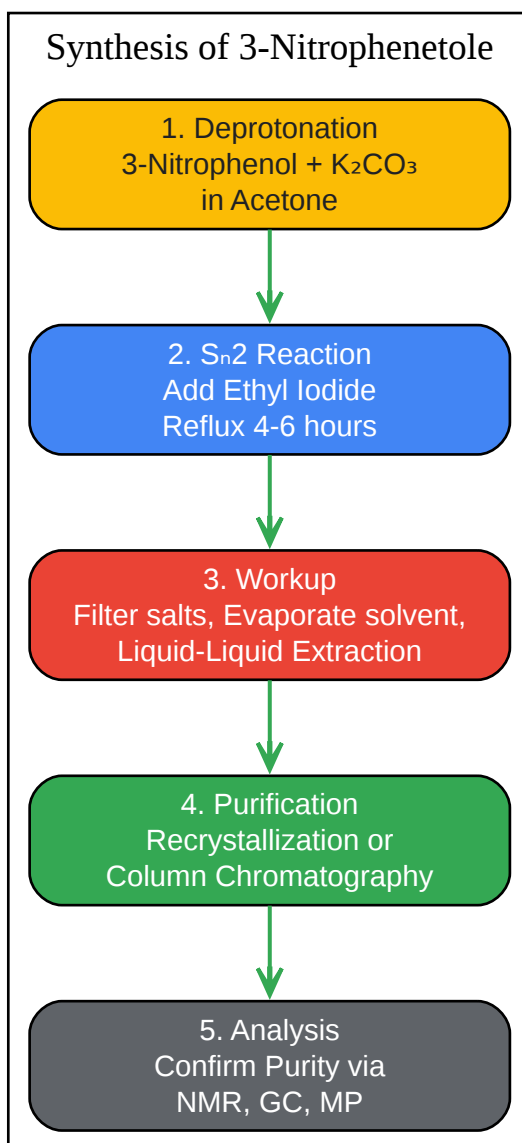 Synthesis of 3-Nitrophenetole
1. Deprotonation
3-Nitrophenol + K₂CO₃
in Acetone
2. Sₙ2 Reaction
Add Ethyl Iodide
Reflux 4-6 hours
3. Workup
Filter salts, Evaporate solvent,
Liquid-Liquid Extraction
4. Purification
Recrystallization or
Column Chromatography
5. Analysis
Confirm Purity via
NMR, GC, MP